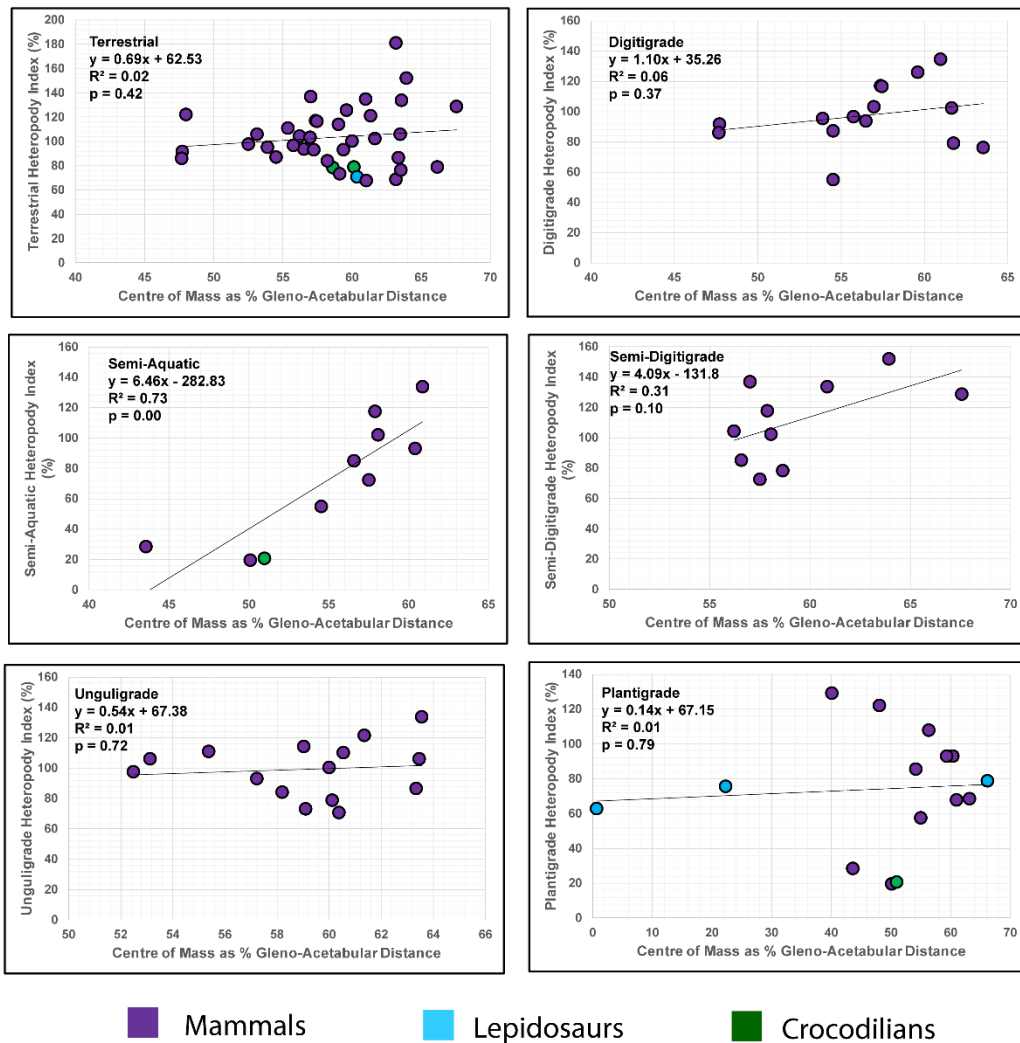 Terrestrial Heteropody Index (%)
200
180
160
140
120
100
80
60
40
20
0
Terrestrial
y = 0.69x + 62.53
R² = 0.02
p = 0.42
40 45 50 55 60 65 70
Centre of Mass as % Gleno-Acetabular Distance
Digitigrade Heteropody Index (%)
160
140
120
100
80
60
40
20
0
Digitigrade
y = 1.10x + 35.26
R² = 0.06
p = 0.37
40 45 50 55 60 65
Centre of Mass as % Gleno-Acetabular Distance
Semi-Aquatic Heteropody Index
(%)
160
140
120
100
80
60
40
20
0
Semi-Aquatic
y = 6.46x - 282.83
R² = 0.73
p = 0.00
40 45 50 55 60 65
Centre of Mass as % Gleno-Acetabular Distance
Semi-Digitigrade Heteropody Index
(%)
160
140
120
100
80
60
40
20
0
Semi-Digitigrade
y = 4.09x - 131.8
R² = 0.31
p = 0.10
50 55 60 65 70
Centre of Mass as % Gleno-Acetabular Distance
Unguligrade Heteropody Index (%)
160
140
120
100
80
60
40
20
0
Unguligrade
y = 0.54x + 67.38
R² = 0.01
p = 0.72
50 52 54 56 58 60 62 64 66
Centre of Mass as % Gleno-Acetabular Distance
Plantigrade Heteropody Index (%)
140
120
100
80
60
40
20
0
Plantigrade
y = 0.14x + 67.15
R² = 0.01
p = 0.79
0 10 20 30 40 50 60 70
Centre of Mass as % Gleno-Acetabular Distance
Mammals Lepidosaurs Crocodilians